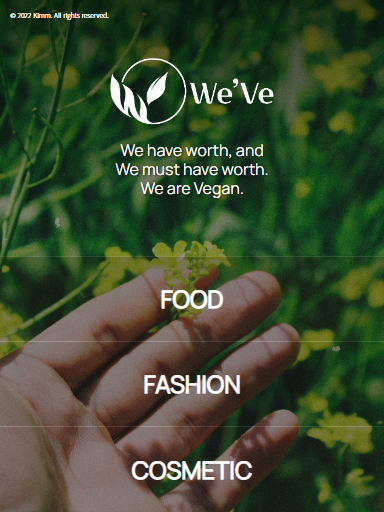 © 2022 Kimm. All rights reserved.
We've
We have worth, and
We must have worth.
We are Vegan.
FOOD
FASHION
COSMETIC